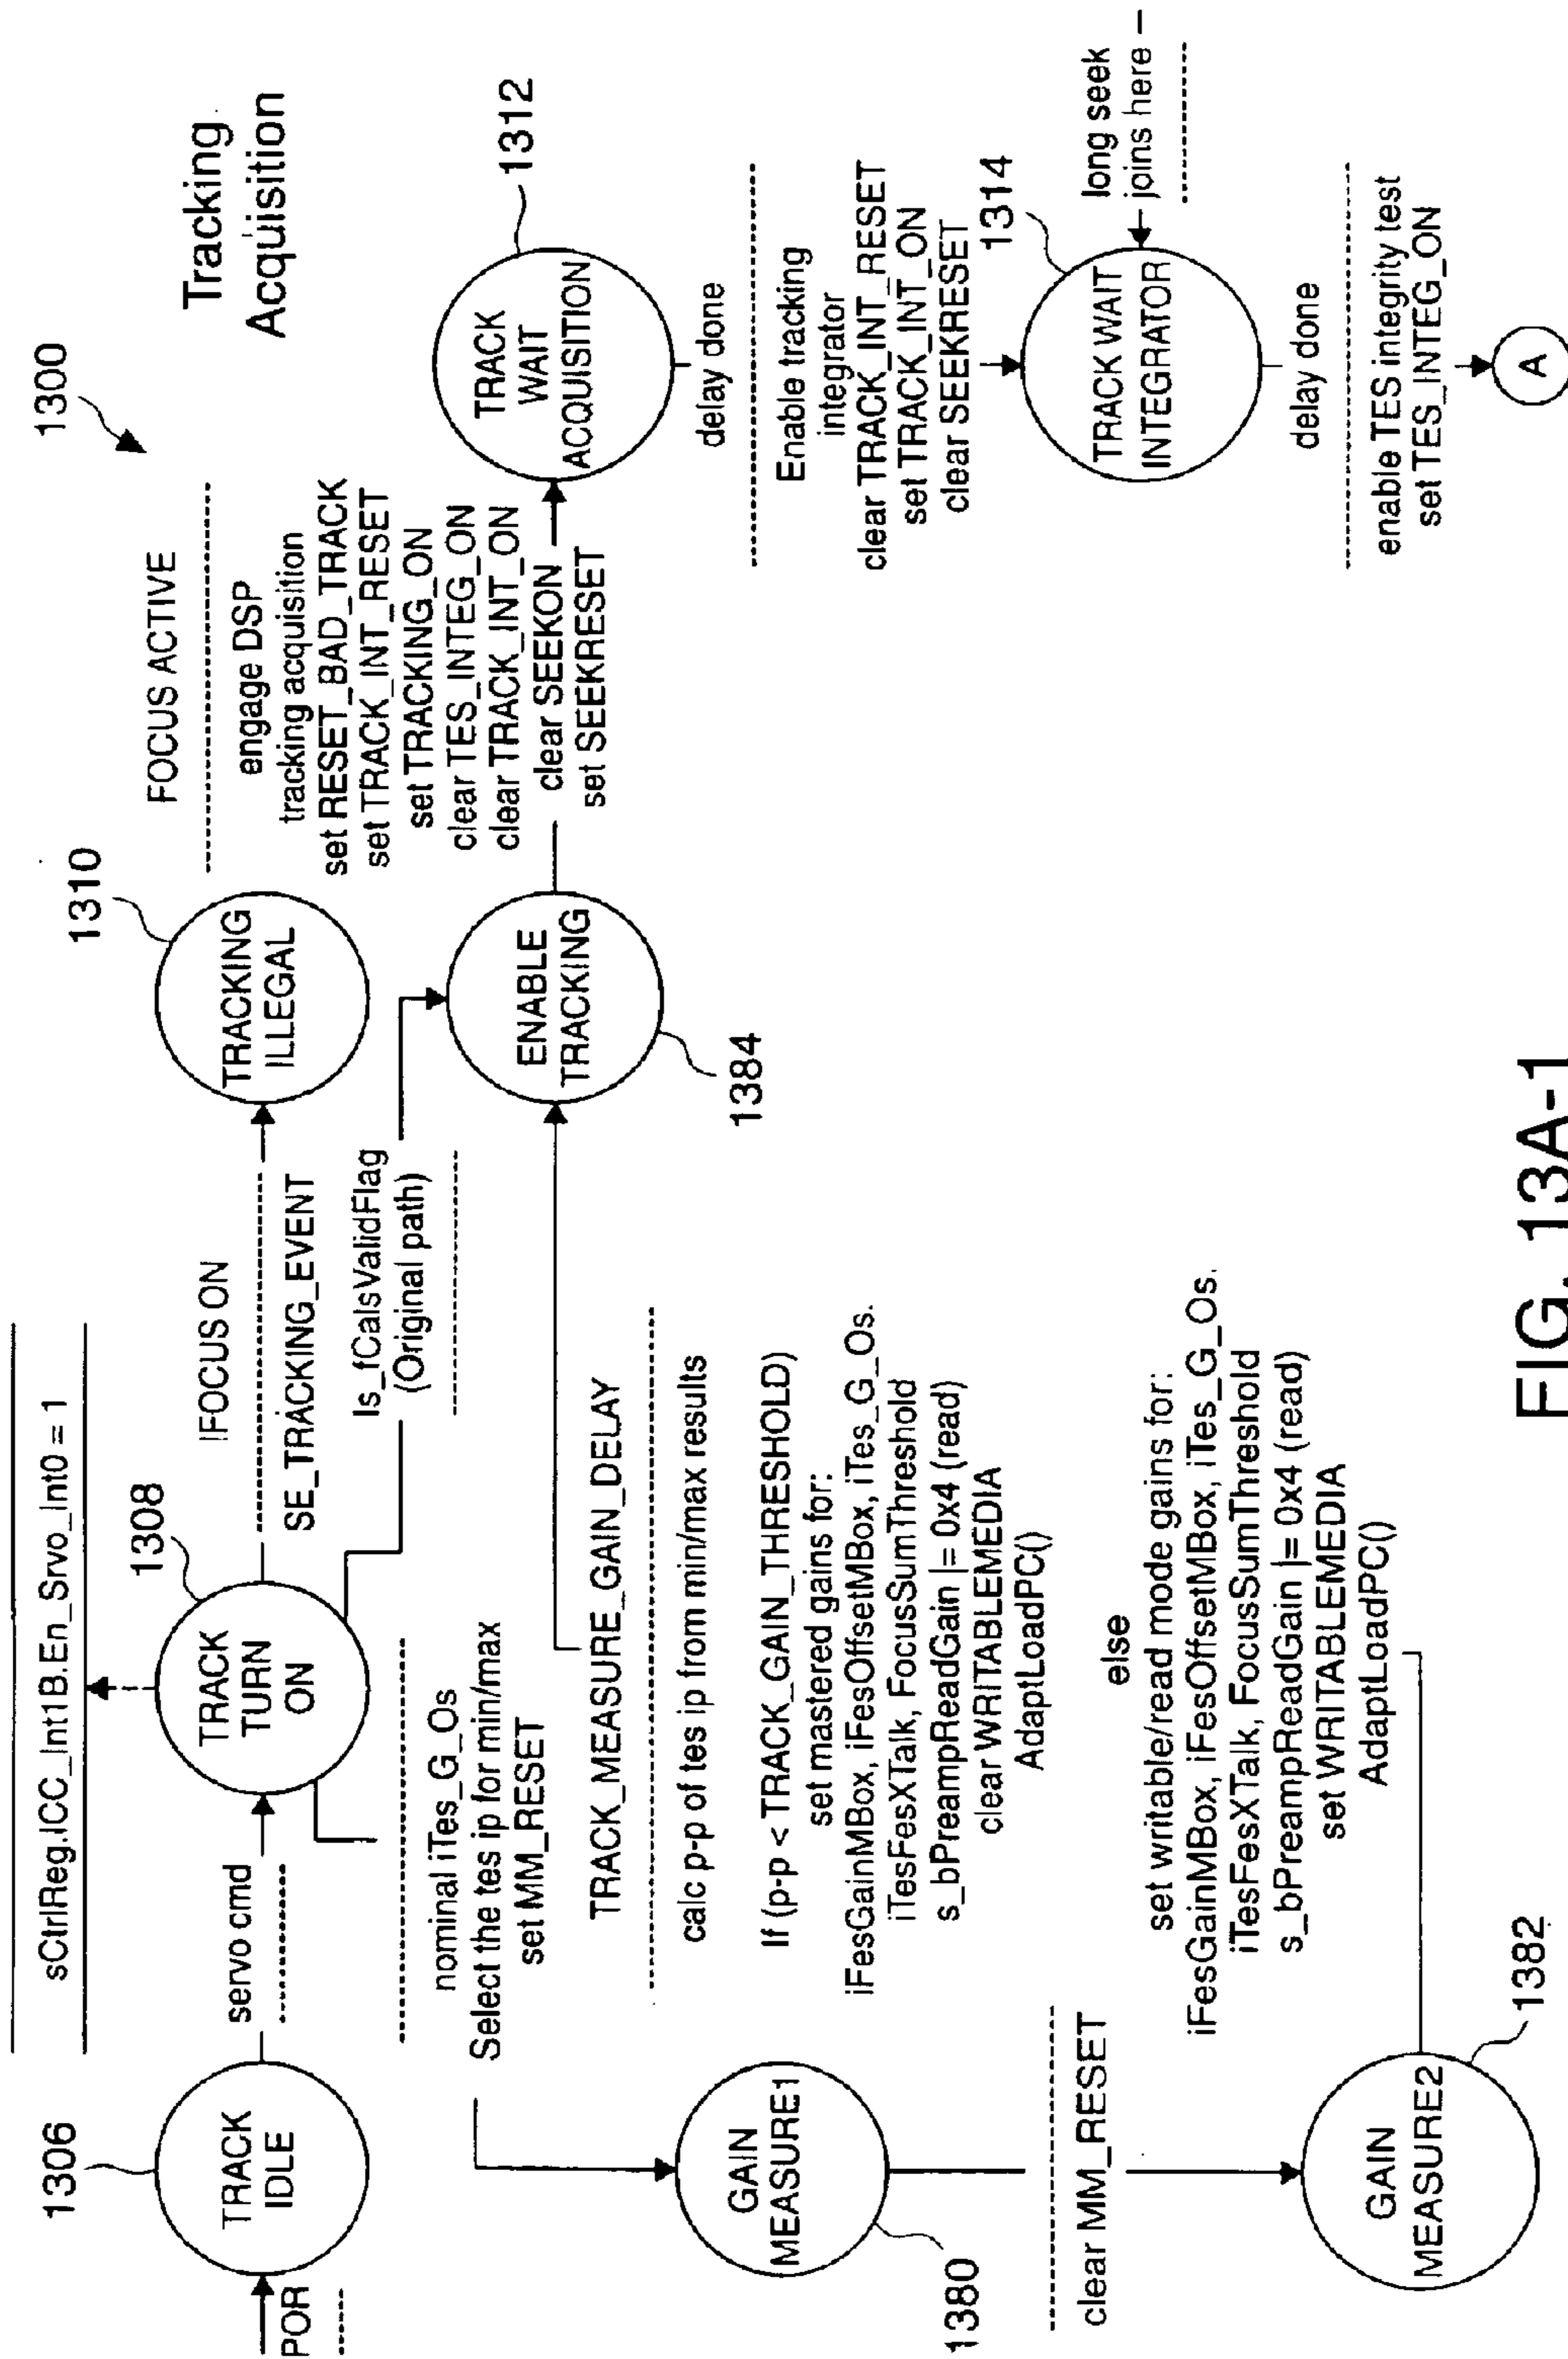 1300
Tracking
Acquisition
sCtrlReg.ICC_Int1B.En_Srvo_Int0 = 1
1306
POR
TRACK
IDLE
servo cmd
1308
TRACK
TURN
ON
!FOCUS ON
SE_TRACKING_EVENT
1310
TRACKING
ILLEGAL
Is_fCalsValidFlag
(Original path)
nominal iTes_G_Os
Select the tes ip for min/max
set MM_RESET
GAIN
MEASURE1
1380
clear MM_RESET
GAIN
MEASURE2
1382
TRACK_MEASURE_GAIN_DELAY
calc p-p of tes ip from min/max results
If (p-p < TRACK_GAIN_THRESHOLD)
set mastered gains for:
iFesGainMBox, iFesOffsetMBox, iTes_G_Os.
iTesFesXTalk, FocusSumThreshold
s_bPreampReadGain |= 0x4 (read)
clear WRITABLEMEDIA
AdaptLoadPC()
else
set writable/read mode gains for:
iFesGainMBox, iFesOffsetMBox, iTes_G_Os.
iTesFesXTalk, FocusSumThreshold
s_bPreampReadGain |= 0x4 (read)
set WRITABLEMEDIA
AdaptLoadPC()
ENABLE
TRACKING
1384
FOCUS ACTIVE
engage DSP
tracking acquisition
set RESET_BAD_TRACK
set TRACK_INT_RESET
set TRACKING_ON
clear TES_INTEG_ON
clear TRACK_INT_ON
clear SEEKON
set SEEKRESET
1312
TRACK
WAIT
ACQUISITION
delay done
Enable tracking
integrator
clear TRACK_INT_RESET
set TRACK_INT_ON
clear SEEKRESET
1314
TRACK WAIT
INTEGRATOR
long seek
joins here
delay done
enable TES integrity test
set TES_INTEG_ON
A
FIG. 13A-1